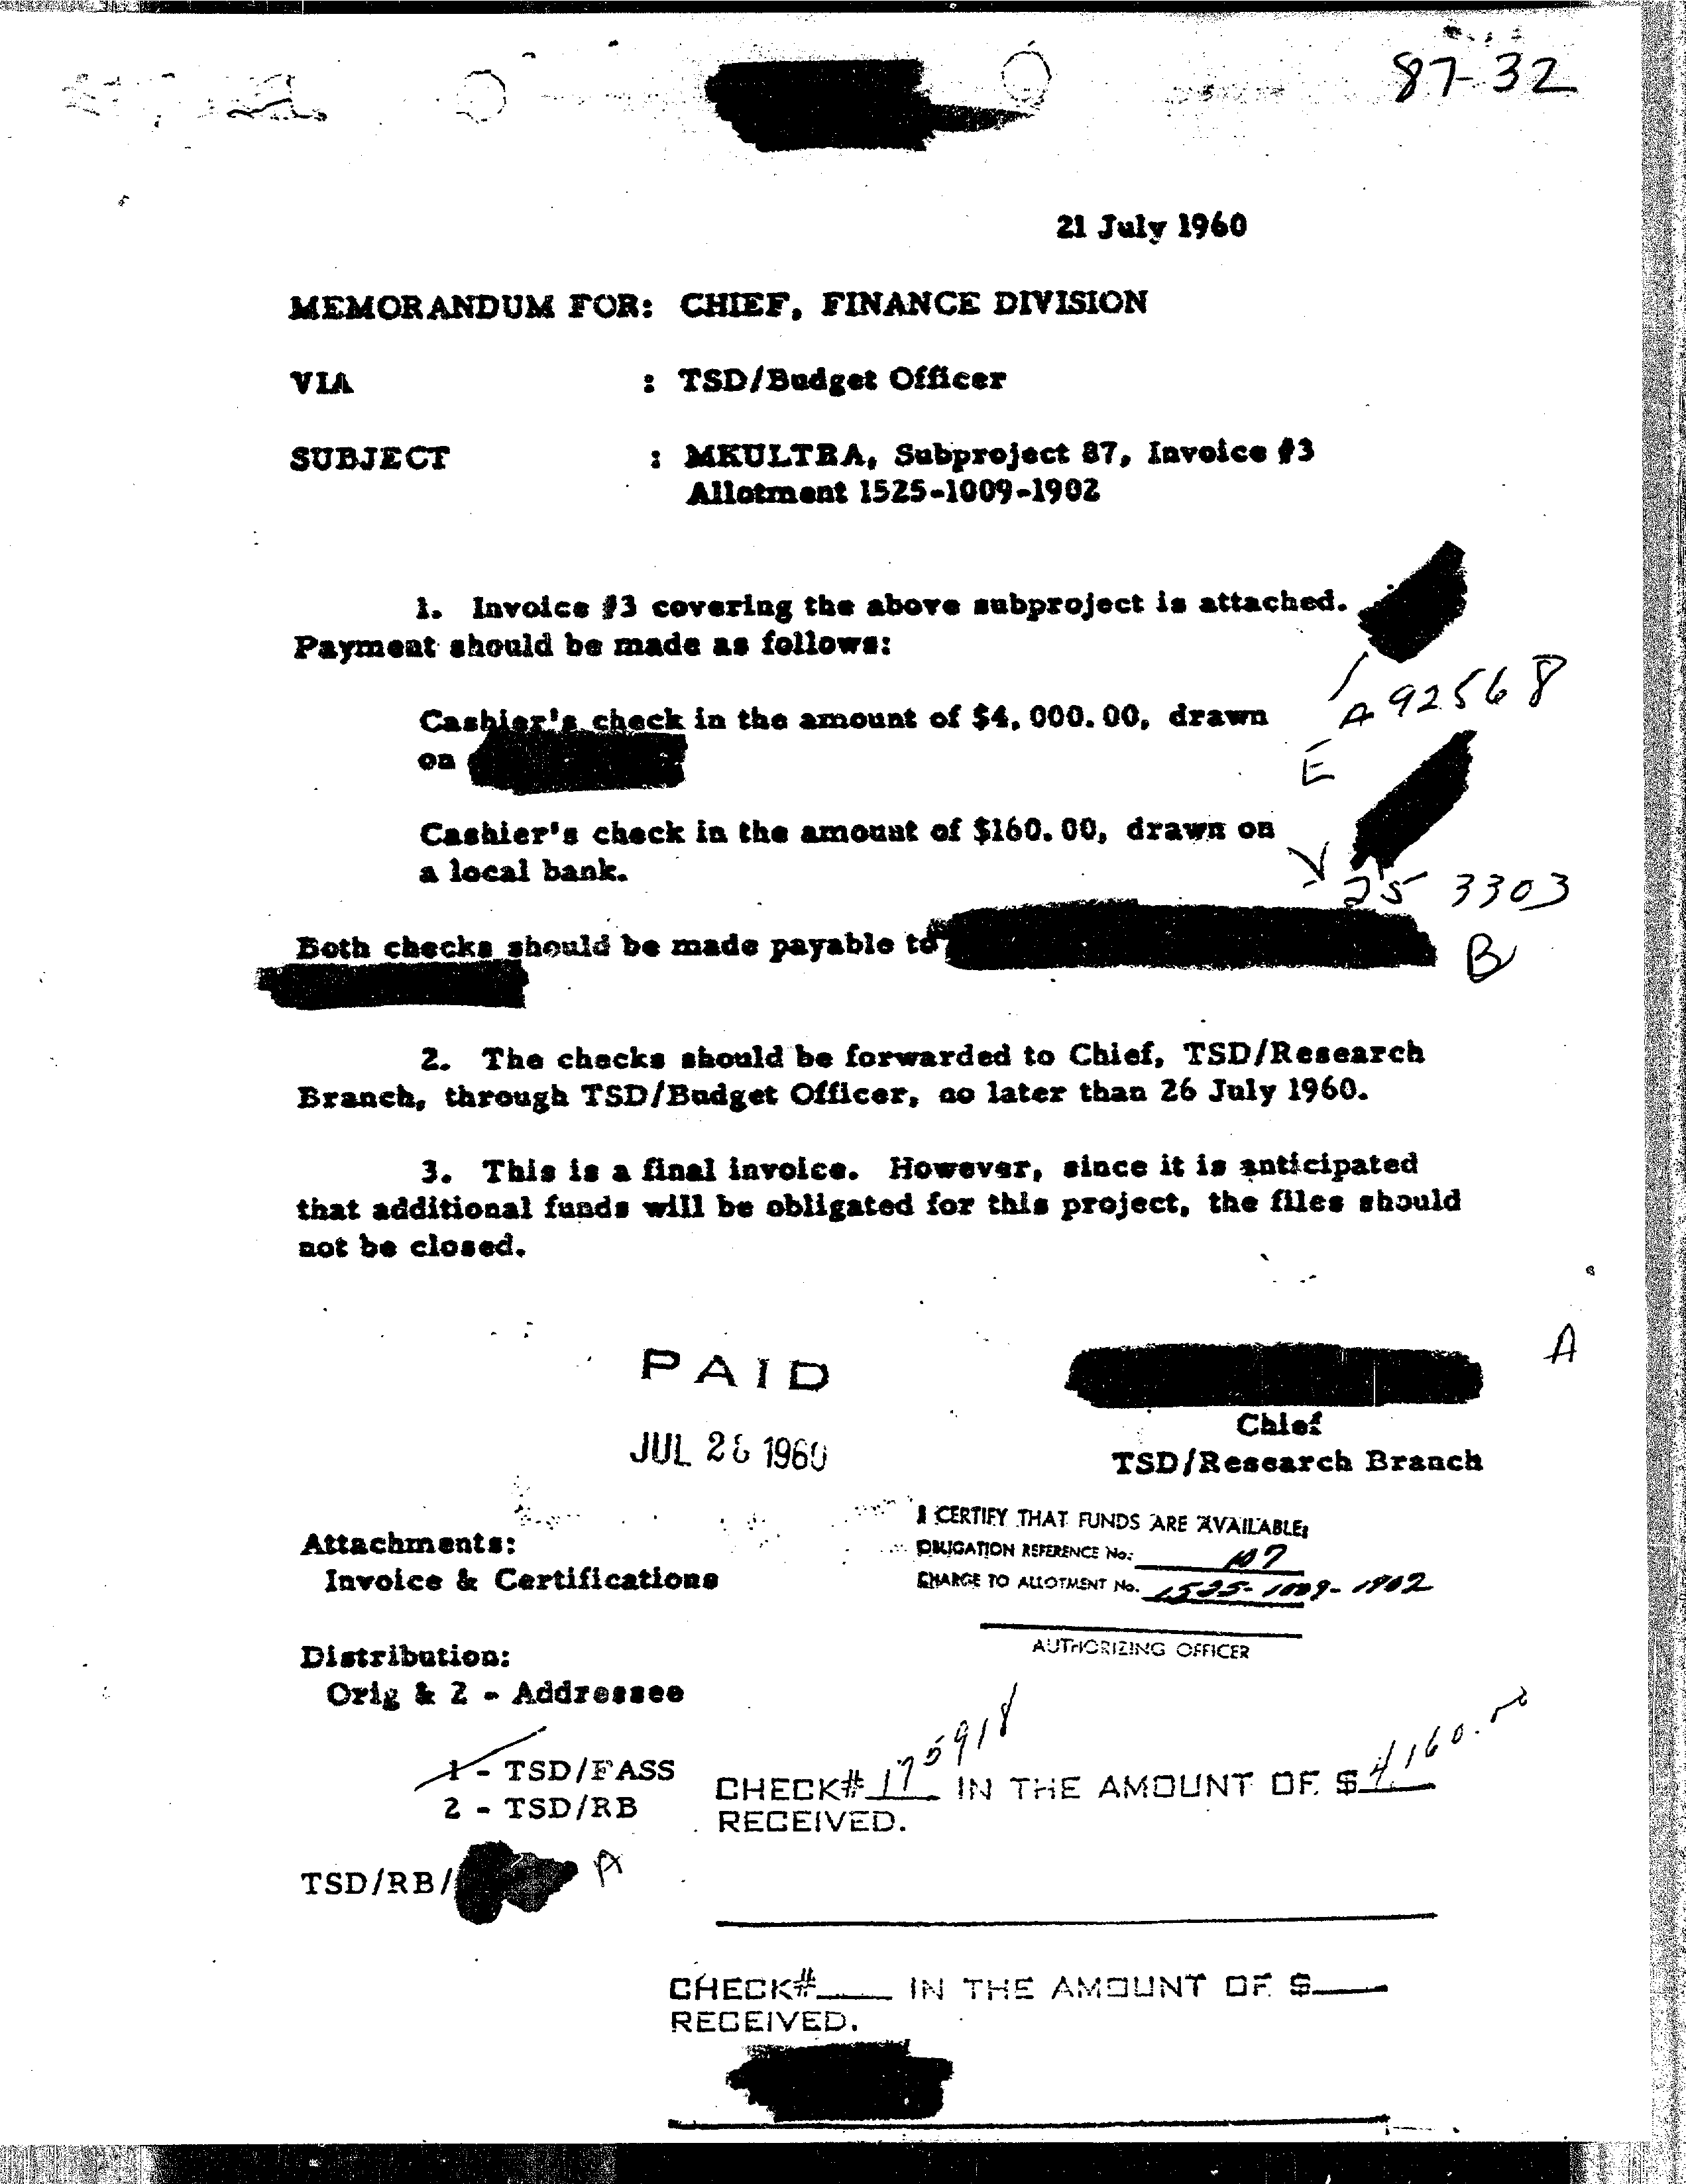 87-32
21 July 1960
MEMORANDUM FOR: CHIEF, FINANCE DIVISION
VIA : TSD/Budget Officer
SUBJECT : MKULTRA, Subproject 87, Invoice #3
Allotment 1525-1009-1902
1. Invoice #3 covering the above subproject is attached.
Payment should be made as follows:
A 92568
Cashier's check in the amount of $4,000.00, drawn
on
E
Cashier's check in the amount of $160.00, drawn on
a local bank.
25 3303
Both checks should be made payable to
B
2. The checks should be forwarded to Chief, TSD/Research
Branch, through TSD/Budget Officer, no later than 26 July 1960.
3. This is a final invoice. However, since it is anticipated
that additional funds will be obligated for this project, the files should
not be closed.
A
PAID
Chief
JUL 26 1960
TSD/Research Branch
I CERTIFY THAT FUNDS ARE AVAILABLE:
Attachments:
OBLIGATION REFERENCE No: 107
Invoice & Certifications
CHARGE TO ALLOTMENT No. 1525-1009-1902
AUTHORIZING OFFICER
Distribution:
Orig & 2 - Addressee
1 - TSD/FASS
2 - TSD/RB
CHECK# 175918 IN THE AMOUNT OF $ 4160.00
RECEIVED.
TSD/RB/ A
CHECK# IN THE AMOUNT OF $
RECEIVED.